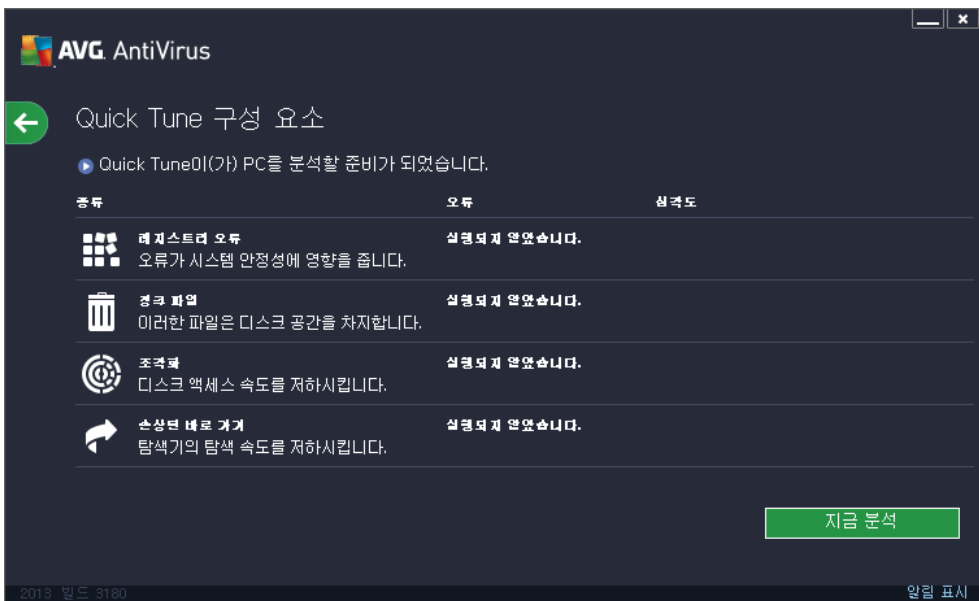 AVG. AntiVirus
Quick Tune 구성 요소
Quick Tune이(가) PC를 분석할 준비가 되었습니다.
종류 오류 심각도
레지스트리 오류 실행되지 않았습니다.
오류가 시스템 안정성에 영향을 줍니다.
정크 파일 실행되지 않았습니다.
이러한 파일은 디스크 공간을 차지합니다.
조각화 실행되지 않았습니다.
디스크 액세스 속도를 저하시킵니다.
손상된 바로 가기 실행되지 않았습니다.
탐색기의 탐색 속도를 저하시킵니다.
지금 분석
2013 빌드 3180 알림 표시